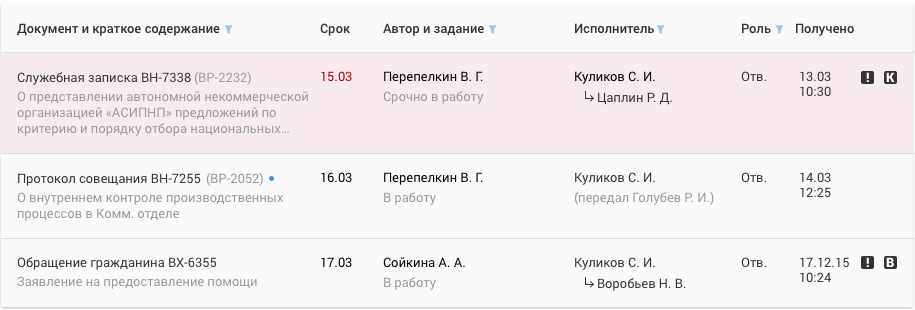 Документ и краткое содержание Срок Автор и задание Исполнитель Роль Получено
Служебная записка ВН-7338 (ВР-2232) 15.03 Перепелкин В. Г. Куликов С. И. Отв. 13.03 ! К
О представлении автономной некоммерческой Срочно в работу Цаплин Р. Д. 10:30
организацией «АСИПНП» предложений по
критерию и порядку отбора национальных...
Протокол совещания ВН-7255 (ВР-2052) 16.03 Перепелкин В. Г. Куликов С. И. Отв. 14.03
О внутреннем контроле производственных В работу (передал Голубев Р. И.) 12:25
процессов в Комм. отделе
Обращение гражданина ВХ-6355 17.03 Сойкина А. А. Куликов С. И. Отв. 17.12.15 ! В
Заявление на предоставление помощи В работу Воробьев Н. В. 10:24